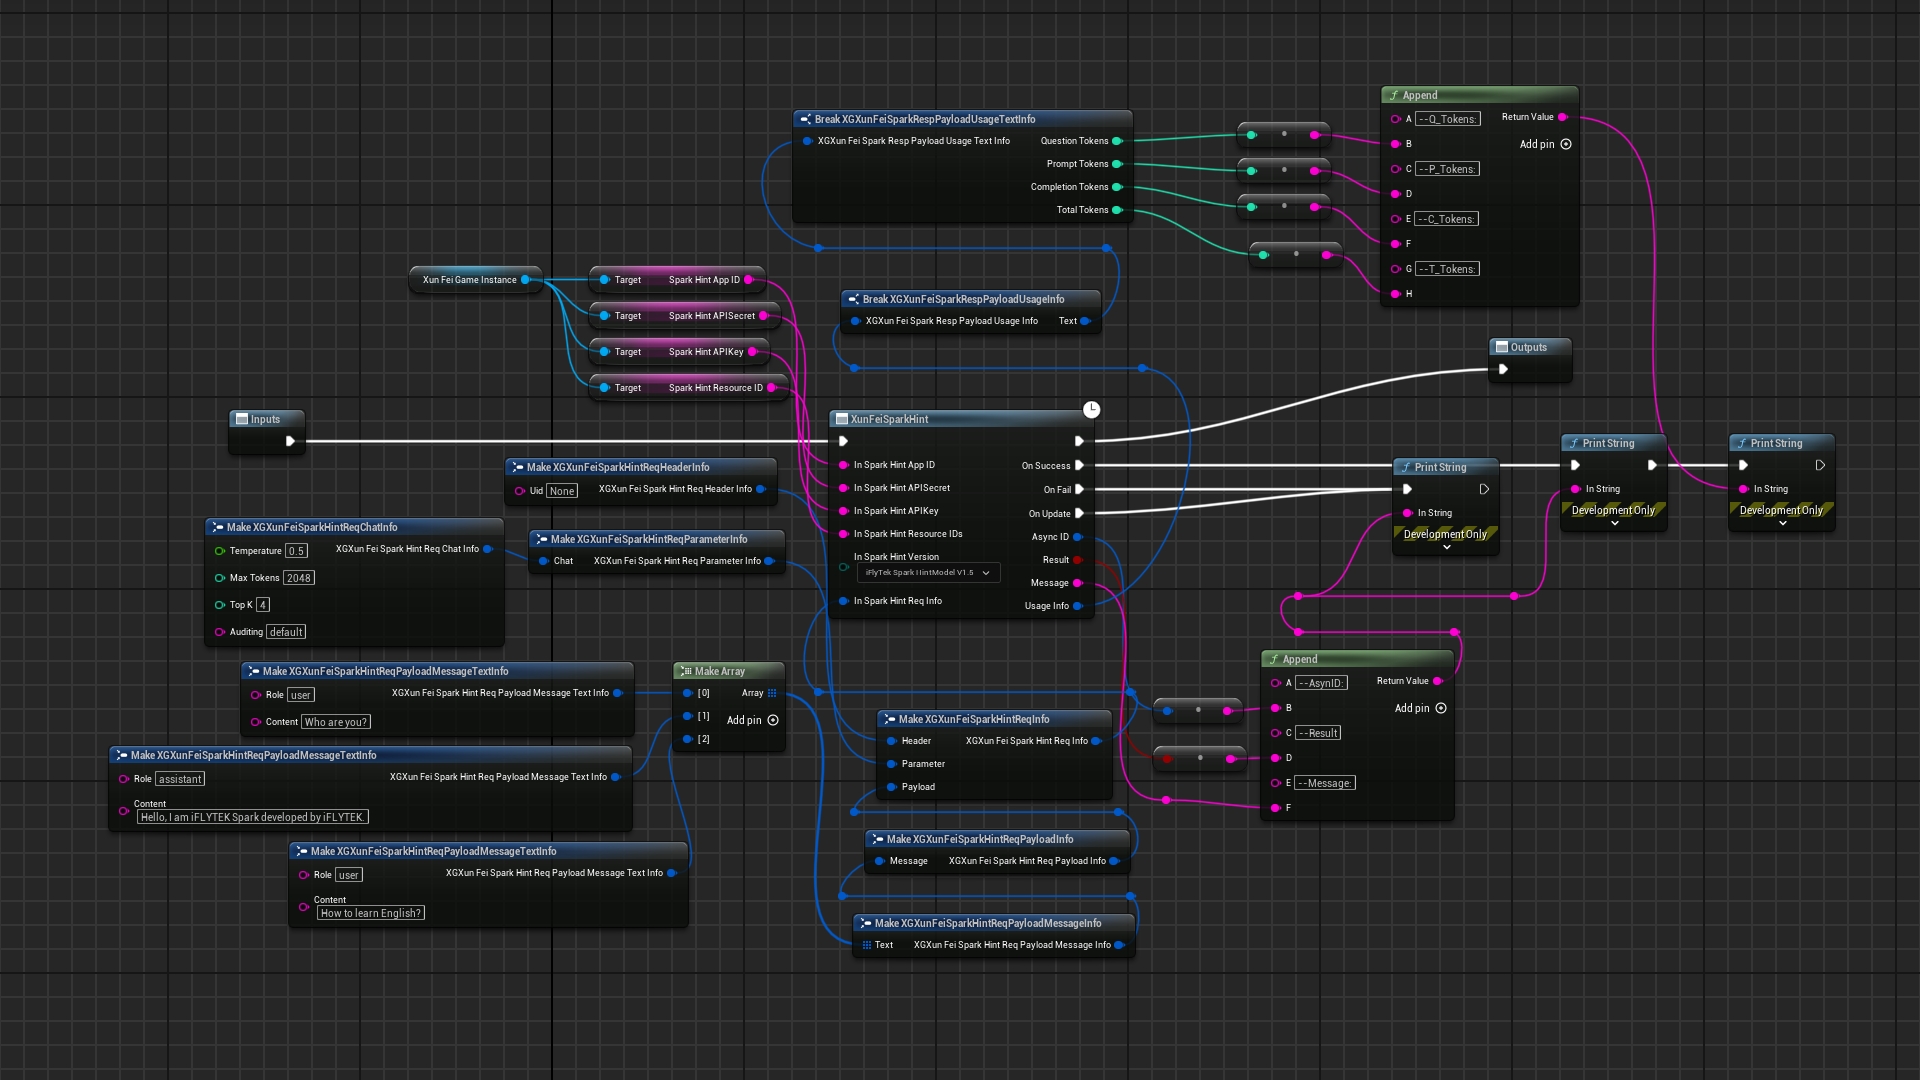 Append
A --Q_Tokens: Return Value
B Add pin
C --P_Tokens:
D
E --C_Tokens:
F
G --T_Tokens:
H
Break XGXunFeiSparkRespPayloadUsageTextInfo
XGXun Fei Spark Resp Payload Usage Text Info Question Tokens
Prompt Tokens
Completion Tokens
Total Tokens
Xun Fei Game Instance
Target Spark Hint App ID
Target Spark Hint APISecret
Target Spark Hint APIKey
Target Spark Hint Resource ID
Break XGXunFeiSparkRespPayloadUsageInfo
XGXun Fei Spark Resp Payload Usage Info Text
Outputs
Inputs
XunFeiSparkHint
In Spark Hint App ID On Success
In Spark Hint APISecret On Fail
In Spark Hint APIKey On Update
In Spark Hint Resource IDs Async ID
In Spark Hint Version Result
iFlyTek Spark HintModel V1.5 Message
In Spark Hint Req Info Usage Info
Print String
In String
Development Only
Print String
In String
Development Only
Print String
In String
Development Only
Make XGXunFeiSparkHintReqHeaderInfo
Uid None XGXun Fei Spark Hint Req Header Info
Make XGXunFeiSparkHintReqChatInfo
Temperature 0.5 XGXun Fei Spark Hint Req Chat Info
Max Tokens 2048
Top K 4
Auditing default
Make XGXunFeiSparkHintReqParameterInfo
Chat XGXun Fei Spark Hint Req Parameter Info
Make XGXunFeiSparkHintReqPayloadMessageTextInfo
Role user XGXun Fei Spark Hint Req Payload Message Text Info
Content Who are you?
Make XGXunFeiSparkHintReqPayloadMessageTextInfo
Role assistant XGXun Fei Spark Hint Req Payload Message Text Info
Content
Hello, I am iFLYTEK Spark developed by iFLYTEK.
Make XGXunFeiSparkHintReqPayloadMessageTextInfo
Role user XGXun Fei Spark Hint Req Payload Message Text Info
Content
How to learn English?
Make Array
[0] Array
[1] Add pin
[2]
Make XGXunFeiSparkHintReqInfo
Header XGXun Fei Spark Hint Req Info
Parameter
Payload
Make XGXunFeiSparkHintReqPayloadInfo
Message XGXun Fei Spark Hint Req Payload Info
Make XGXunFeiSparkHintReqPayloadMessageInfo
Text XGXun Fei Spark Hint Req Payload Message Info
Append
A --AsynID: Return Value
B Add pin
C --Result
D
E --Message:
F